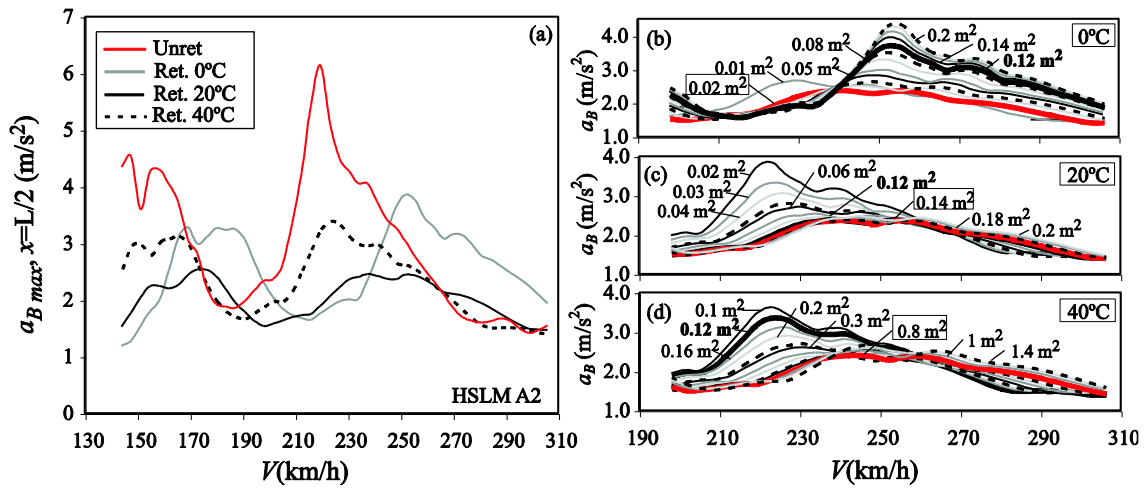 (a)
Unret
Ret. 0ºC
Ret. 20ºC
Ret. 40ºC
7
6
5
4
3
2
1
0
a_B max, x=L/2 (m/s²)
HSLM A2
130 150 170 190 210 230 250 270 290 310
V(km/h)
(b)
0ºC
4.0
3.0
2.0
1.0
a_B (m/s²)
0.2 m²
0.14 m²
0.12 m²
0.08 m²
0.05 m²
0.01 m²
0.02 m²
(c)
20ºC
4.0
3.0
2.0
1.0
a_B (m/s²)
0.02 m²
0.03 m²
0.04 m²
0.06 m²
0.12 m²
0.14 m²
0.18 m²
0.2 m²
(d)
40ºC
4.0
3.0
2.0
1.0
a_B (m/s²)
0.1 m²
0.12 m²
0.16 m²
0.2 m²
0.3 m²
0.8 m²
1 m²
1.4 m²
190 210 230 250 270 290 310
V(km/h)